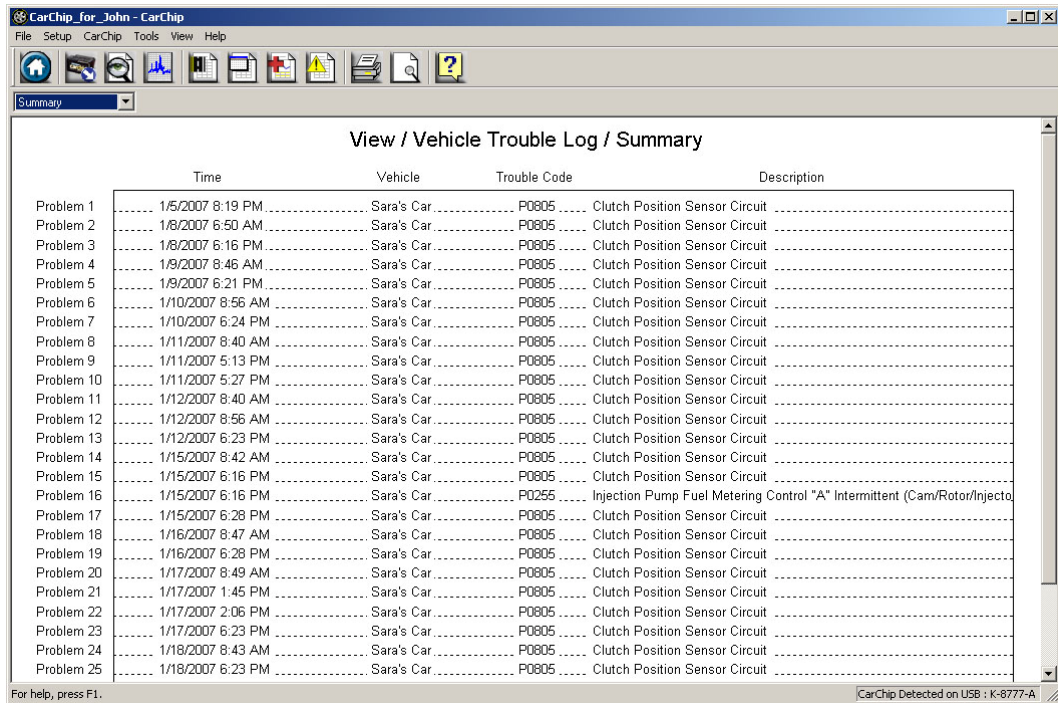 CarChip_for_John - CarChip
File Setup CarChip Tools View Help
Summary
View / Vehicle Trouble Log / Summary
Time Vehicle Trouble Code Description
Problem 1 1/5/2007 8:19 PM Sara's Car P0805 Clutch Position Sensor Circuit
Problem 2 1/8/2007 6:50 AM Sara's Car P0805 Clutch Position Sensor Circuit
Problem 3 1/8/2007 6:16 PM Sara's Car P0805 Clutch Position Sensor Circuit
Problem 4 1/9/2007 8:46 AM Sara's Car P0805 Clutch Position Sensor Circuit
Problem 5 1/9/2007 6:21 PM Sara's Car P0805 Clutch Position Sensor Circuit
Problem 6 1/10/2007 8:56 AM Sara's Car P0805 Clutch Position Sensor Circuit
Problem 7 1/10/2007 6:24 PM Sara's Car P0805 Clutch Position Sensor Circuit
Problem 8 1/11/2007 8:40 AM Sara's Car P0805 Clutch Position Sensor Circuit
Problem 9 1/11/2007 5:13 PM Sara's Car P0805 Clutch Position Sensor Circuit
Problem 10 1/11/2007 5:27 PM Sara's Car P0805 Clutch Position Sensor Circuit
Problem 11 1/12/2007 8:40 AM Sara's Car P0805 Clutch Position Sensor Circuit
Problem 12 1/12/2007 8:56 AM Sara's Car P0805 Clutch Position Sensor Circuit
Problem 13 1/12/2007 6:23 PM Sara's Car P0805 Clutch Position Sensor Circuit
Problem 14 1/15/2007 8:42 AM Sara's Car P0805 Clutch Position Sensor Circuit
Problem 15 1/15/2007 6:16 PM Sara's Car P0805 Clutch Position Sensor Circuit
Problem 16 1/15/2007 6:16 PM Sara's Car P0255 Injection Pump Fuel Metering Control "A" Intermittent (Cam/Rotor/Injecto
Problem 17 1/15/2007 6:28 PM Sara's Car P0805 Clutch Position Sensor Circuit
Problem 18 1/16/2007 8:47 AM Sara's Car P0805 Clutch Position Sensor Circuit
Problem 19 1/16/2007 6:28 PM Sara's Car P0805 Clutch Position Sensor Circuit
Problem 20 1/17/2007 8:49 AM Sara's Car P0805 Clutch Position Sensor Circuit
Problem 21 1/17/2007 1:45 PM Sara's Car P0805 Clutch Position Sensor Circuit
Problem 22 1/17/2007 2:06 PM Sara's Car P0805 Clutch Position Sensor Circuit
Problem 23 1/17/2007 6:23 PM Sara's Car P0805 Clutch Position Sensor Circuit
Problem 24 1/18/2007 8:43 AM Sara's Car P0805 Clutch Position Sensor Circuit
Problem 25 1/18/2007 6:23 PM Sara's Car P0805 Clutch Position Sensor Circuit
For help, press F1. CarChip Detected on USB : K-8777-A